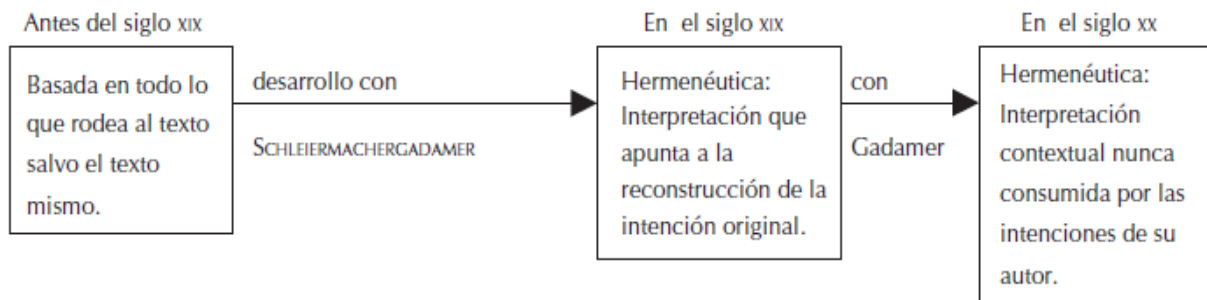 Antes del siglo XIX
Basada en todo lo
que rodea al texto
salvo el texto
mismo.
desarrollo con
SCHLEIERMACHERGADAMER
En el siglo XIX
Hermenéutica:
Interpretación que
apunta a la
reconstrucción de la
intención original.
con
Gadamer
En el siglo XX
Hermenéutica:
Interpretación
contextual nunca
consumida por las
intenciones de su
autor.